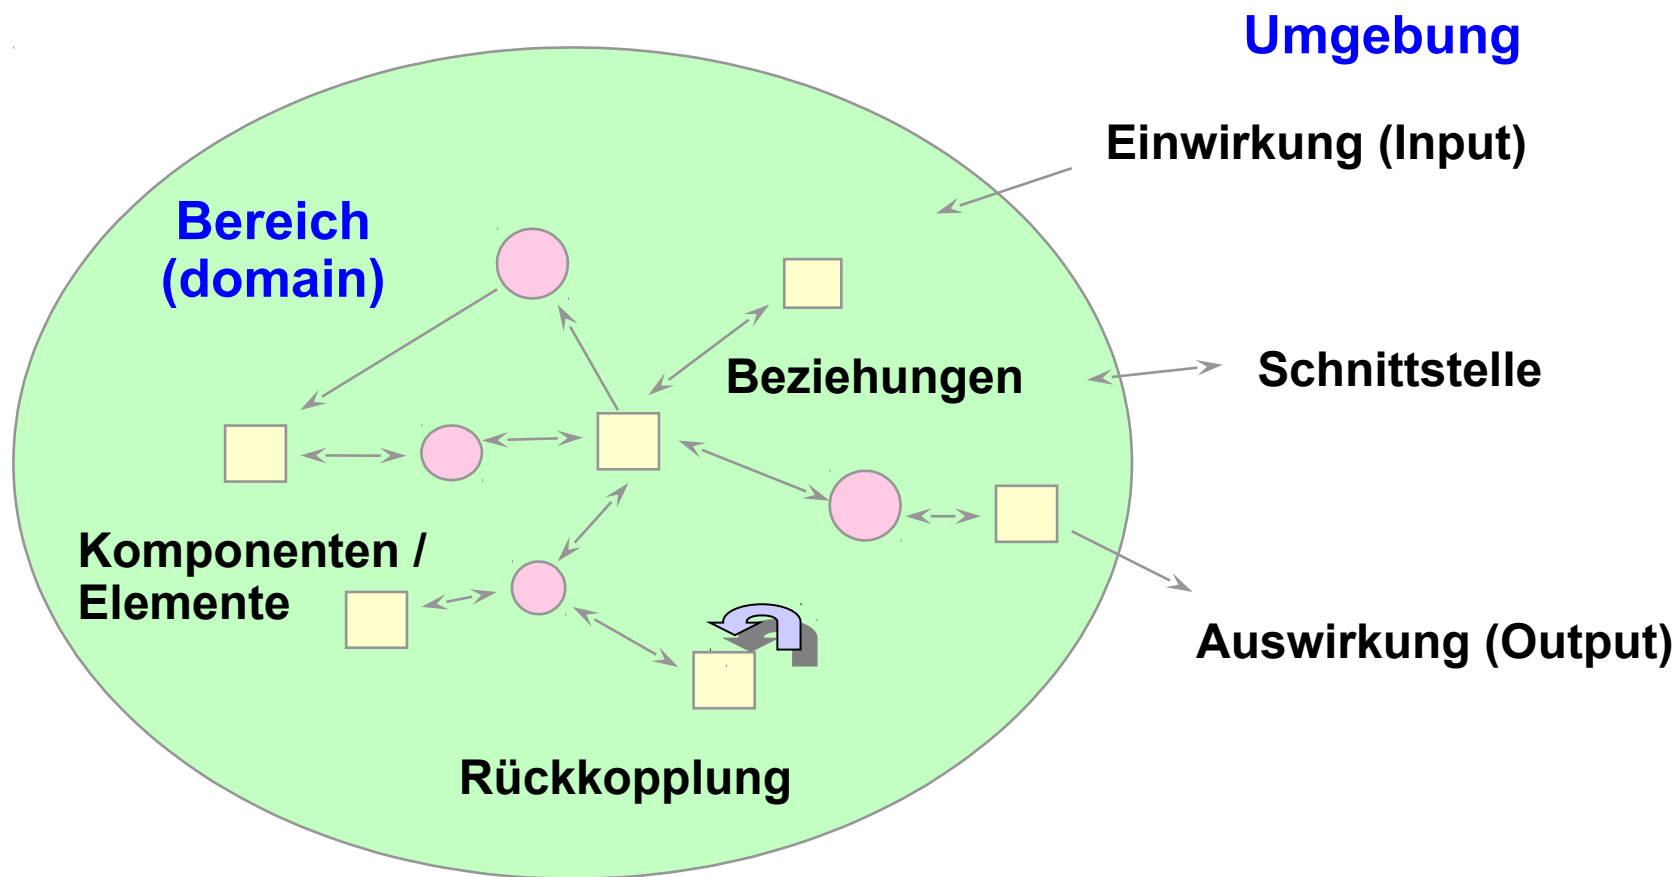 Umgebung
Einwirkung (Input)
Bereich
(domain)
Beziehungen
Schnittstelle
Komponenten /
Elemente
Auswirkung (Output)
Rückkopplung